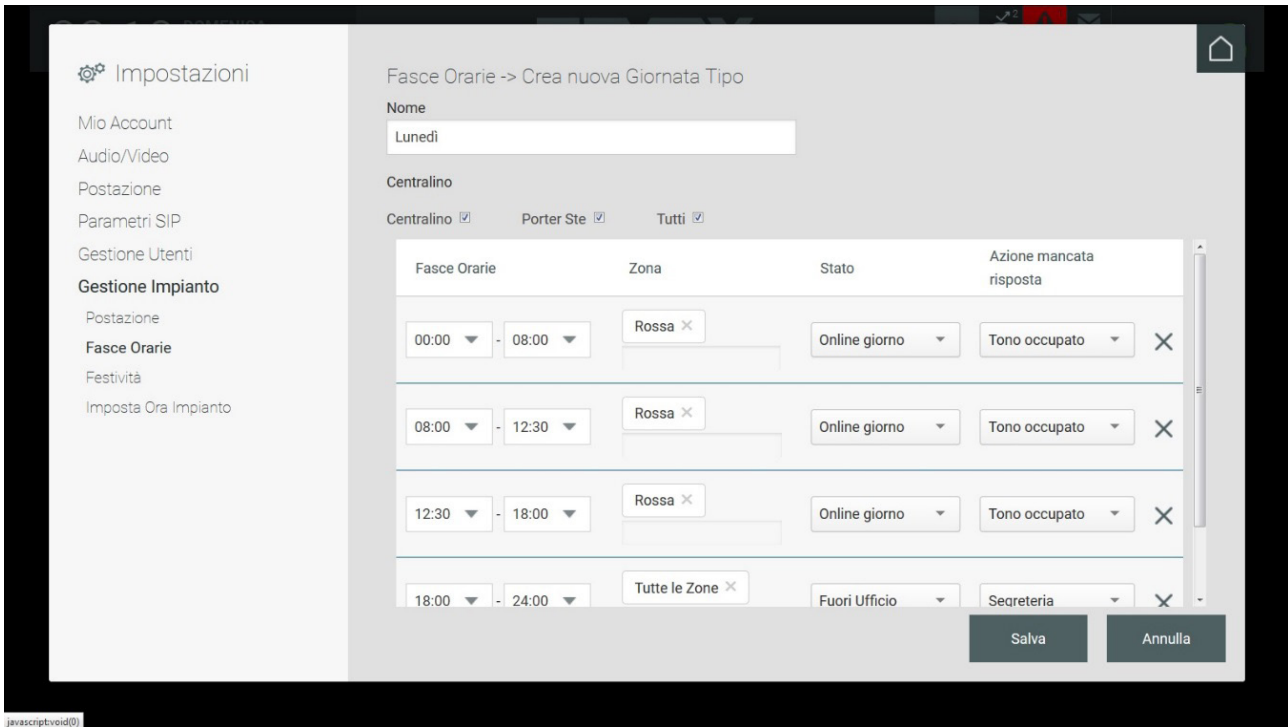 Impostazioni
Mio Account
Audio/Video
Postazione
Parametri SIP
Gestione Utenti
Gestione Impianto
Postazione
Fasce Orarie
Festività
Imposta Ora Impianto
Fasce Orarie -> Crea nuova Giornata Tipo
Nome
Lunedì
Centralino
Centralino Porter Ste Tutti
Fasce Orarie Zona Stato Azione mancata
risposta
00:00 - 08:00 Rossa Online giorno Tono occupato
08:00 - 12:30 Rossa Online giorno Tono occupato
12:30 - 18:00 Rossa Online giorno Tono occupato
18:00 - 24:00 Tutte le Zone Fuori Ufficio Segreteria
Salva Annulla
javascript:void(0)